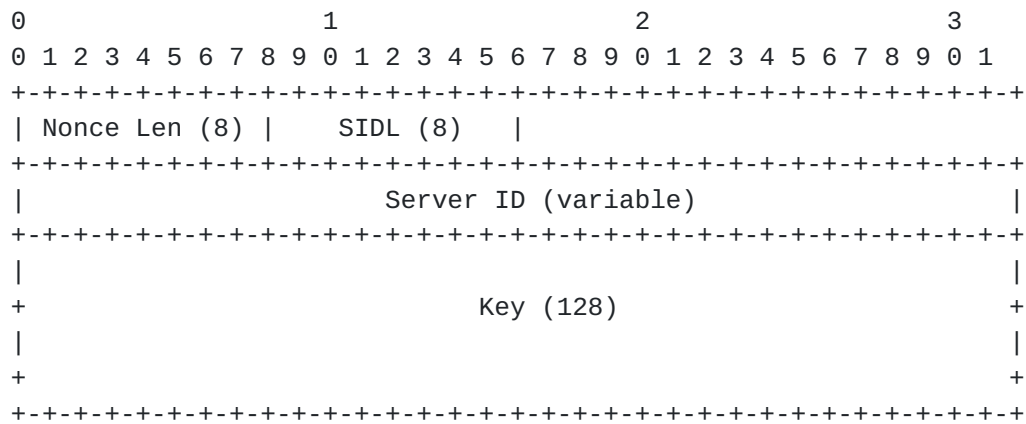 0                   1                   2                   3
0 1 2 3 4 5 6 7 8 9 0 1 2 3 4 5 6 7 8 9 0 1 2 3 4 5 6 7 8 9 0 1
+-+-+-+-+-+-+-+-+-+-+-+-+-+-+-+-+-+-+-+-+-+-+-+-+-+-+-+-+-+-+-+-+
| Nonce Len (8) |    SIDL (8)   |
+-+-+-+-+-+-+-+-+-+-+-+-+-+-+-+-+-+-+-+-+-+-+-+-+-+-+-+-+-+-+-+-+
|                       Server ID (variable)                    |
+-+-+-+-+-+-+-+-+-+-+-+-+-+-+-+-+-+-+-+-+-+-+-+-+-+-+-+-+-+-+-+-+
|                                                               |
+                             Key (128)                         +
|                                                               |
+                                                               +
+-+-+-+-+-+-+-+-+-+-+-+-+-+-+-+-+-+-+-+-+-+-+-+-+-+-+-+-+-+-+-+-+